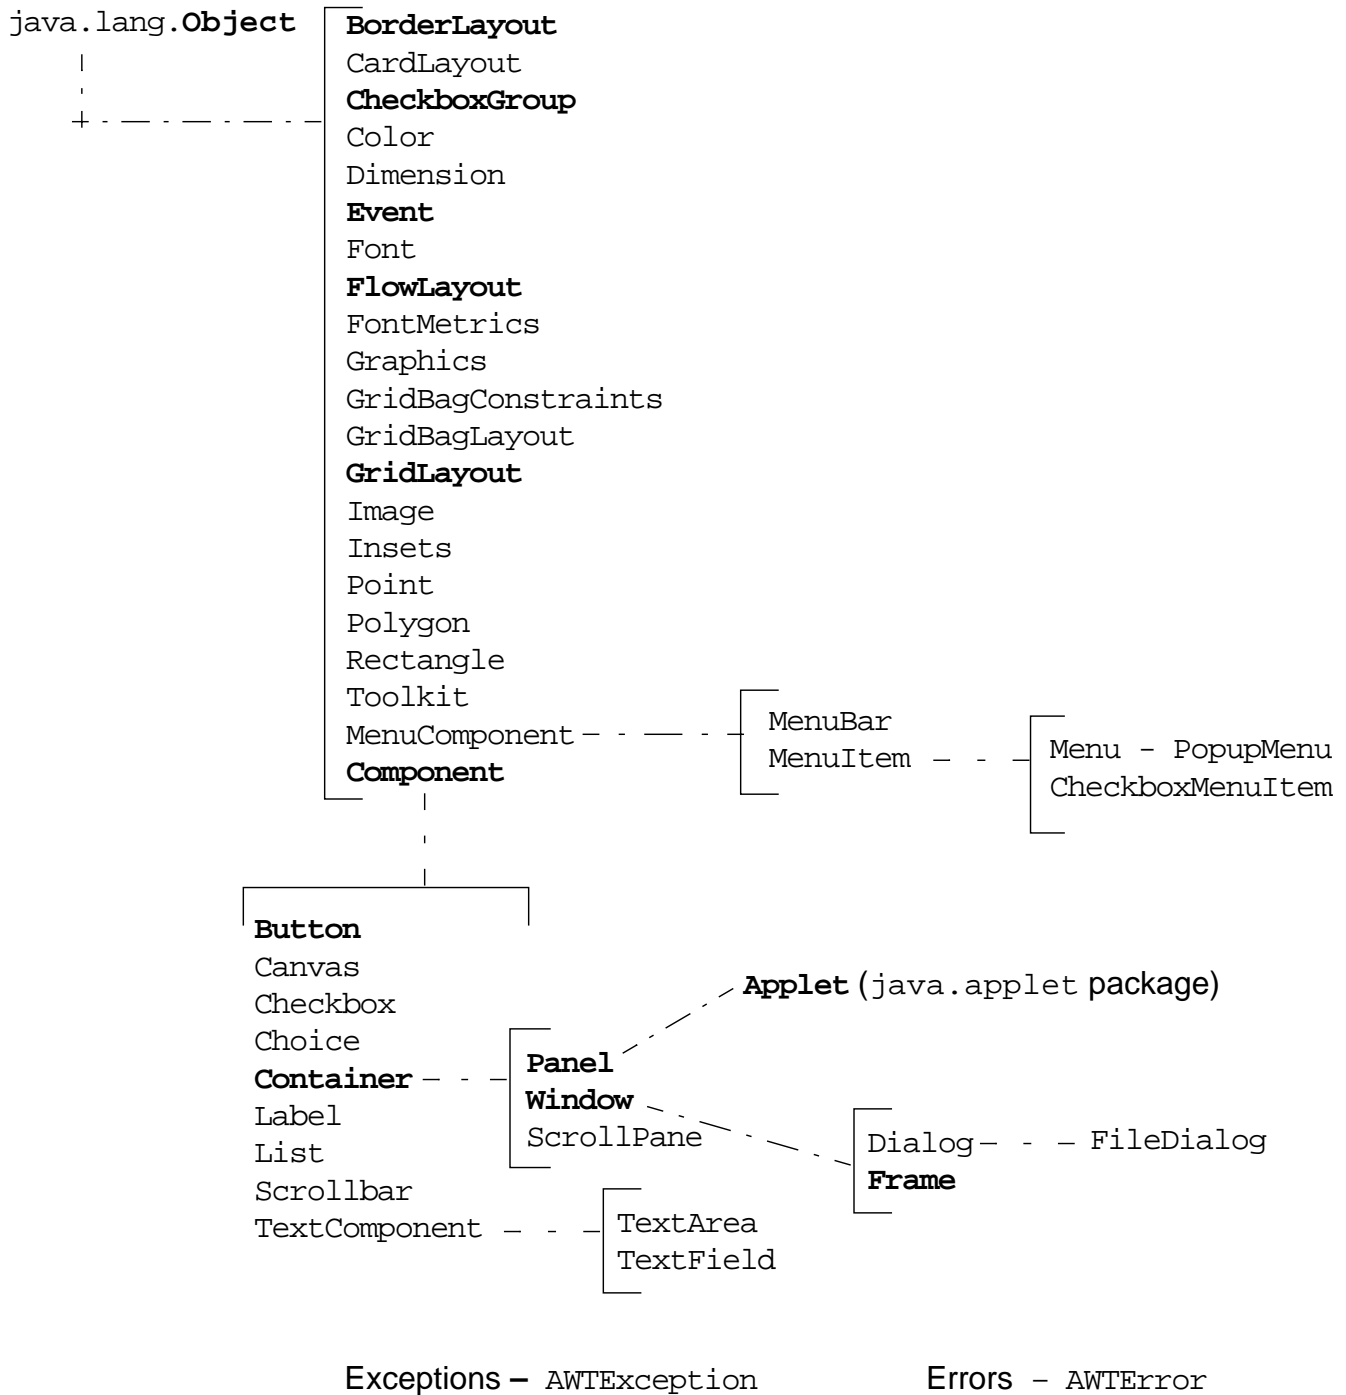 java.lang.Object
BorderLayout
CardLayout
CheckboxGroup
Color
Dimension
Event
Font
FlowLayout
FontMetrics
Graphics
GridBagConstraints
GridBagLayout
GridLayout
Image
Insets
Point
Polygon
Rectangle
Toolkit
MenuComponent
Component
MenuBar
MenuItem
Menu - PopupMenu
CheckboxMenuItem
Button
Canvas
Checkbox
Choice
Container
Label
List
Scrollbar
TextComponent
Panel
Window
ScrollPane
Applet (java.applet package)
Dialog
Frame
FileDialog
TextArea
TextField
Exceptions – AWTException
Errors – AWTError